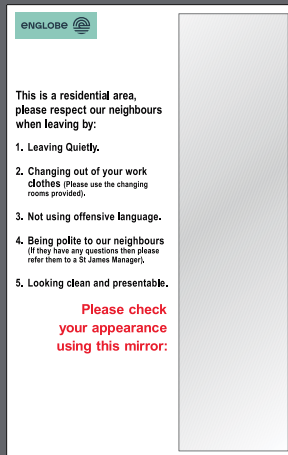 ENGLOBE
This is a residential area,
please respect our neighbours
when leaving by:
1. Leaving Quietly.
2. Changing out of your work
clothes (Please use the changing
rooms provided).
3. Not using offensive language.
4. Being polite to our neighbours
(If they have any questions then please
refer them to a St James Manager).
5. Looking clean and presentable.
Please check
your appearance
using this mirror: